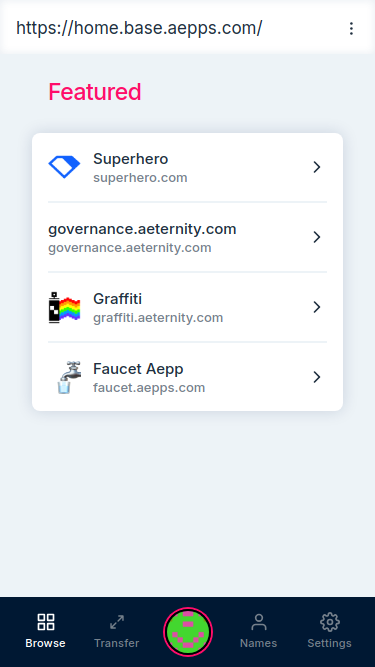 https://home.base.aepps.com/
Featured
Superhero
superhero.com
governance.aeternity.com
governance.aeternity.com
Graffiti
graffiti.aeternity.com
Faucet Aepp
faucet.aepps.com
Browse
Transfer
Names
Settings